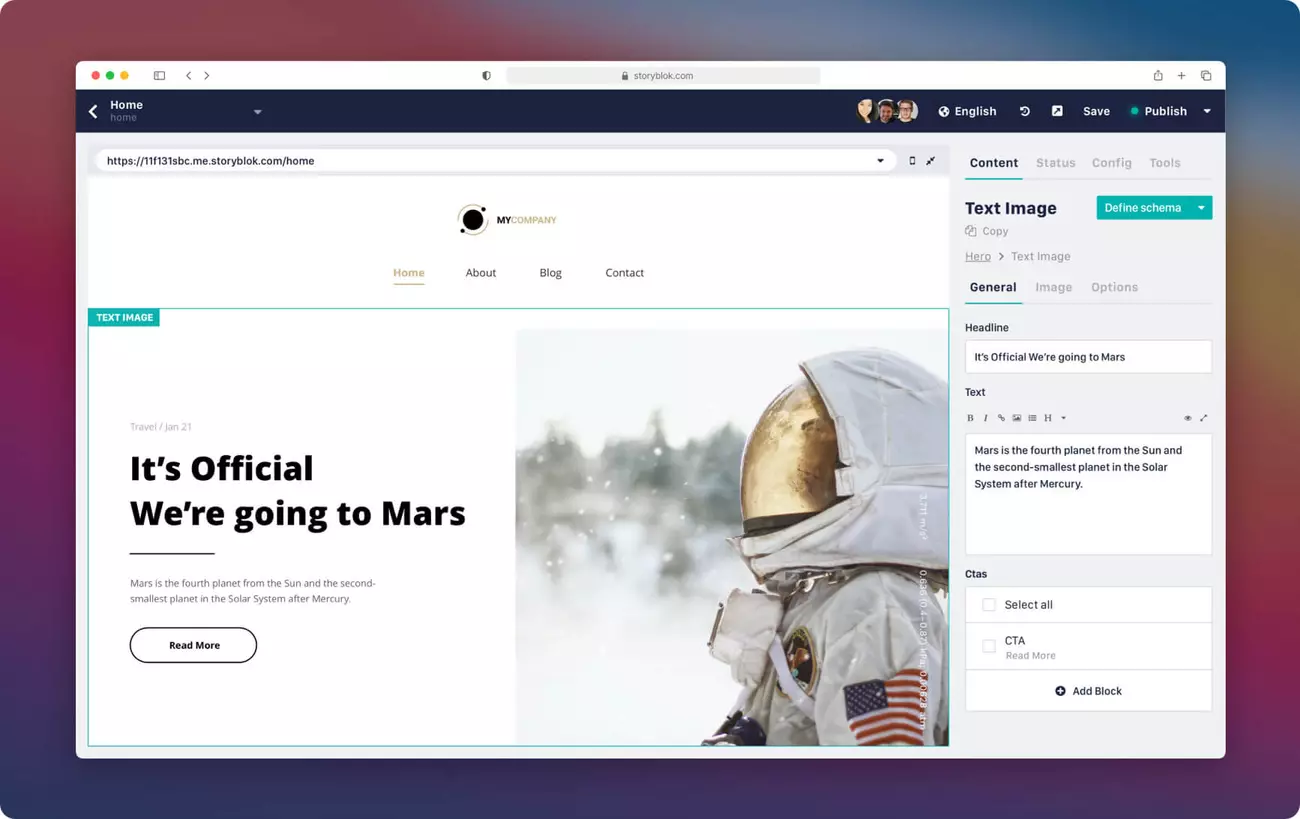 storyblok.com
Home
home
English
Save
Publish
https://11f131sbc.me.storyblok.com/home
MYCOMPANY
Home About Blog Contact
TEXT IMAGE
Travel / Jan 21
It’s Official
We’re going to Mars
Mars is the fourth planet from the Sun and the second-
smallest planet in the Solar System after Mercury.
Read More
3.711 m/s²
Content Status Config Tools
Text Image
Define schema
Copy
Hero > Text Image
General Image Options
Headline
It’s Official We’re going to Mars
Text
B I H
Mars is the fourth planet from the Sun and
the second-smallest planet in the Solar
System after Mercury.
Ctas
Select all
CTA
Read More
Add Block